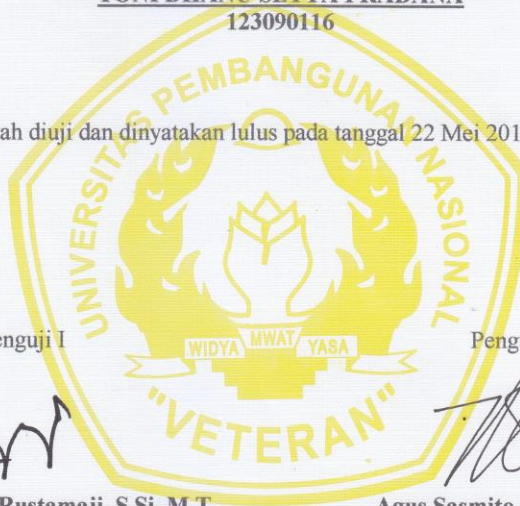 123090116
ah diuji dan dinyatakan lulus pada tanggal 22 Mei 201
UNIVERSITAS PEMBANGUNAN NASIONAL
WIDYA MWAT YASA
"VETERAN"
enguji I Peng
Rustamaji, S.Si, M.T Agus Sasmito